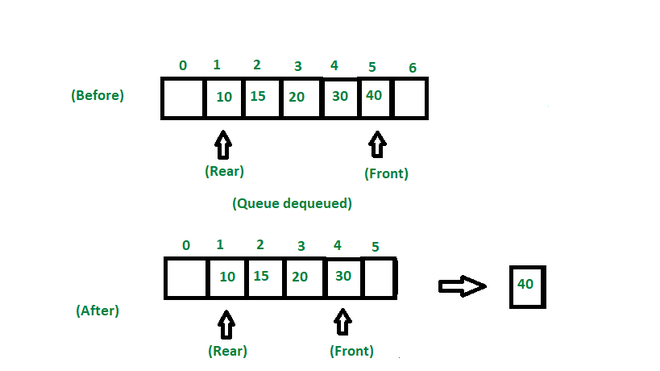 0 1 2 3 4 5 6
(Before) 10 15 20 30 40
(Rear) (Front)
(Queue dequeued)
0 1 2 3 4 5
10 15 20 30 40
(After)
(Rear) (Front)